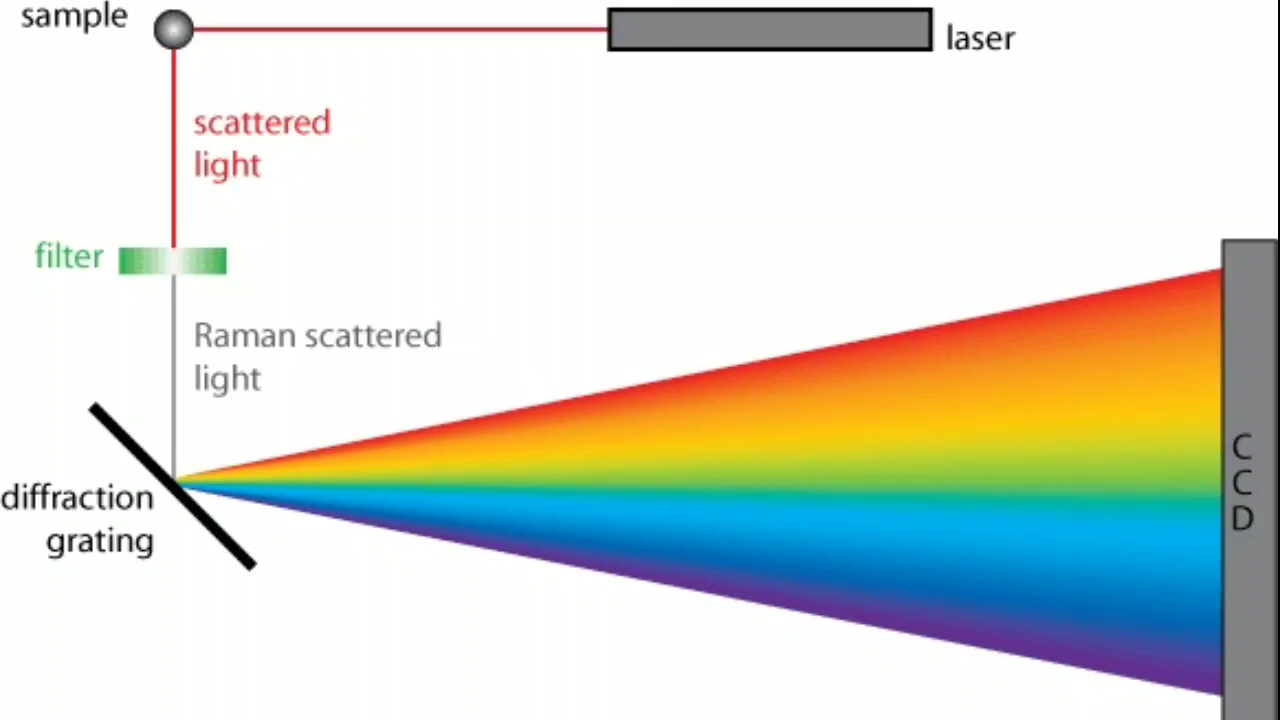 sample
laser
scattered
light
filter
Raman scattered
light
diffraction
grating
C
C
D